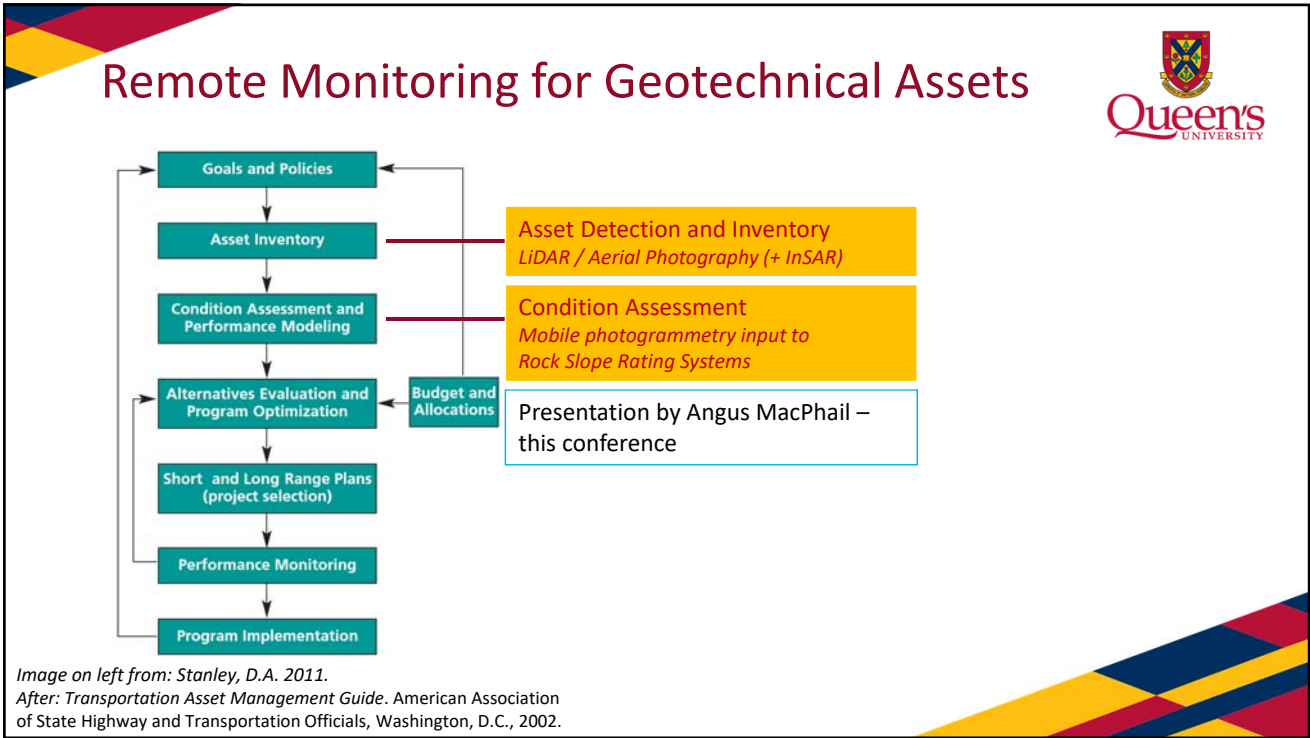 Remote Monitoring for Geotechnical Assets
Queen's
UNIVERSITY
Goals and Policies
Asset Inventory
Condition Assessment and
Performance Modeling
Alternatives Evaluation and
Program Optimization
Budget and
Allocations
Short and Long Range Plans
(project selection)
Performance Monitoring
Program Implementation
Asset Detection and Inventory
LiDAR / Aerial Photography (+ InSAR)
Condition Assessment
Mobile photogrammetry input to
Rock Slope Rating Systems
Presentation by Angus MacPhail –
this conference
Image on left from: Stanley, D.A. 2011.
After: Transportation Asset Management Guide. American Association
of State Highway and Transportation Officials, Washington, D.C., 2002.